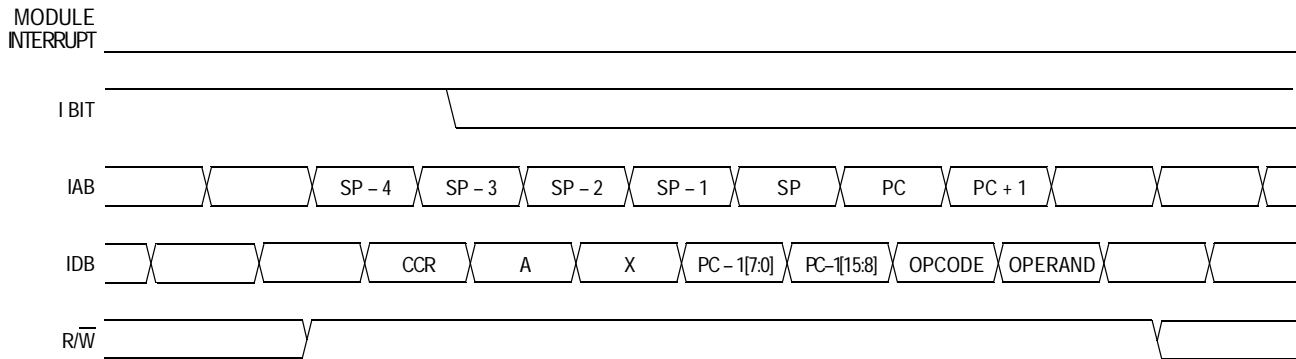 MODULE
INTERRUPT
I BIT
IAB SP – 4 SP – 3 SP – 2 SP – 1 SP PC PC + 1
IDB CCR A X PC – 1[7:0] PC–1[15:8] OPCODE OPERAND
R/W̅